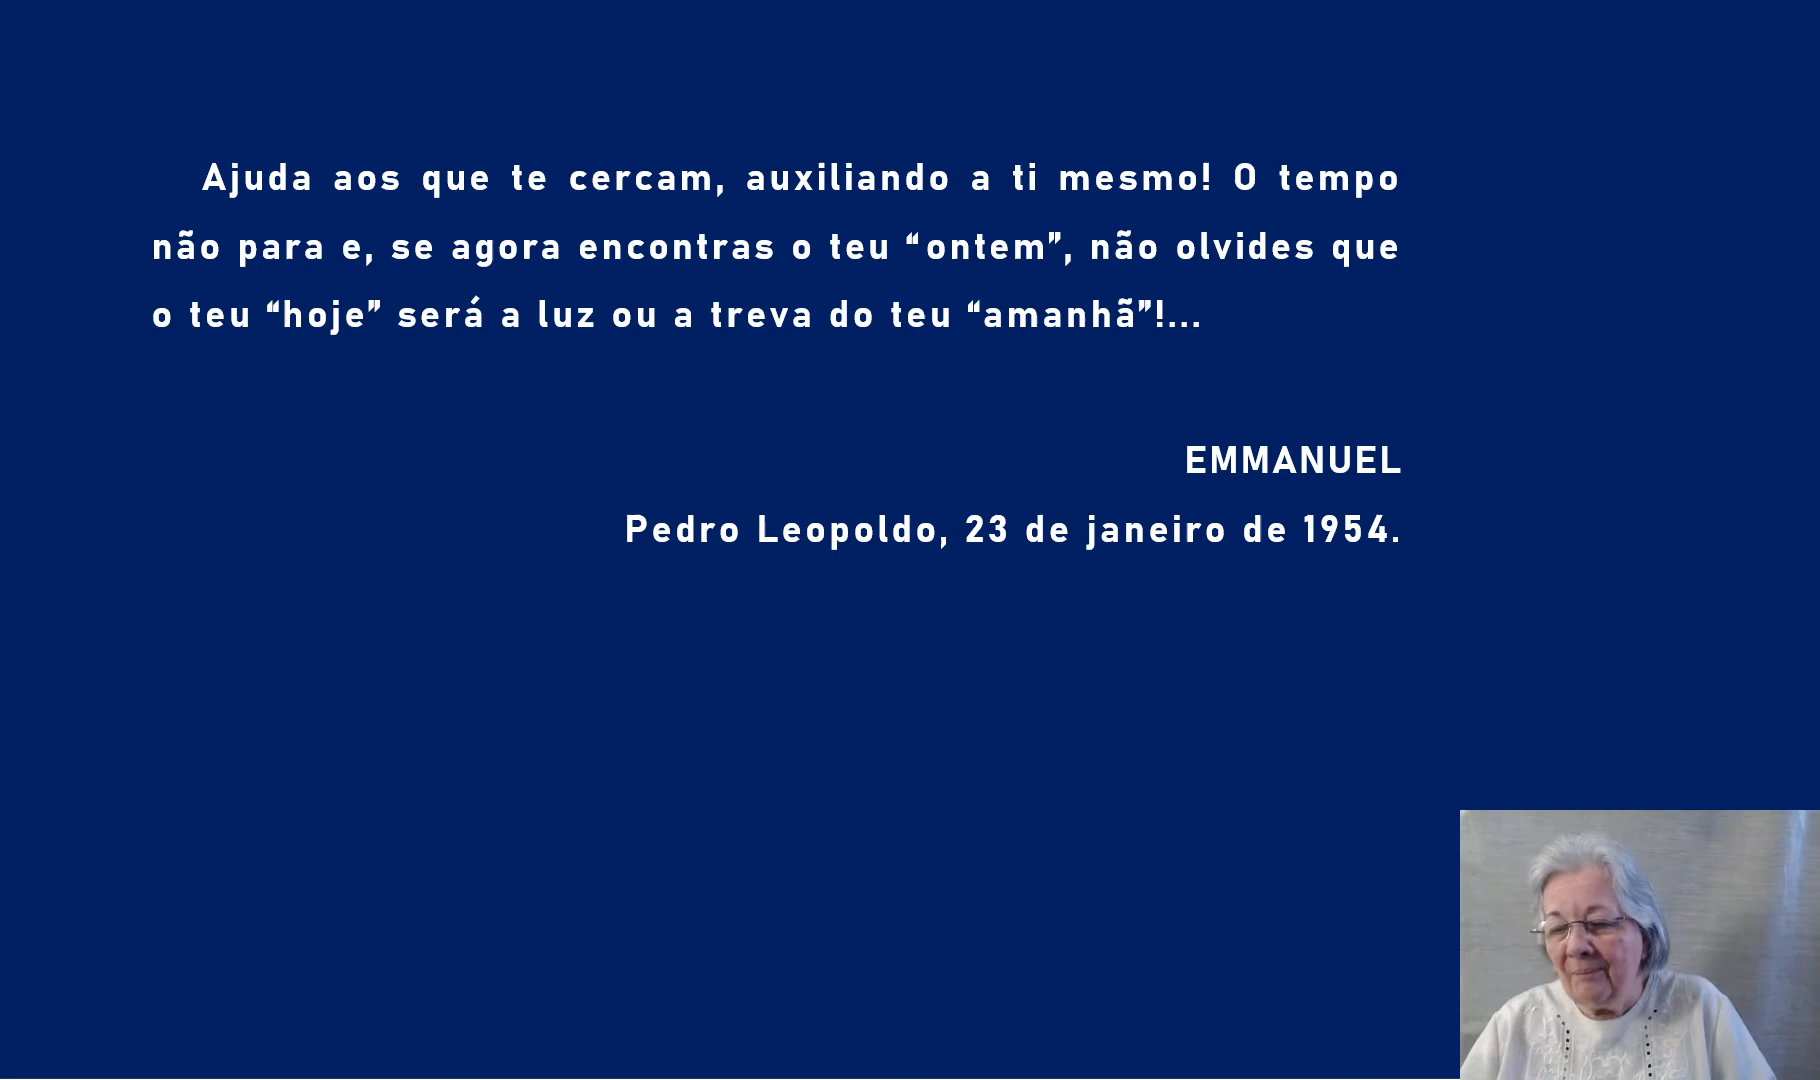 Ajuda aos que te cercam, auxiliando a ti mesmo! O tempo
não para e, se agora encontras o teu “ontem”, não olvides que
o teu “hoje” será a luz ou a treva do teu “amanhã”!...
EMMANUEL
Pedro Leopoldo, 23 de janeiro de 1954.